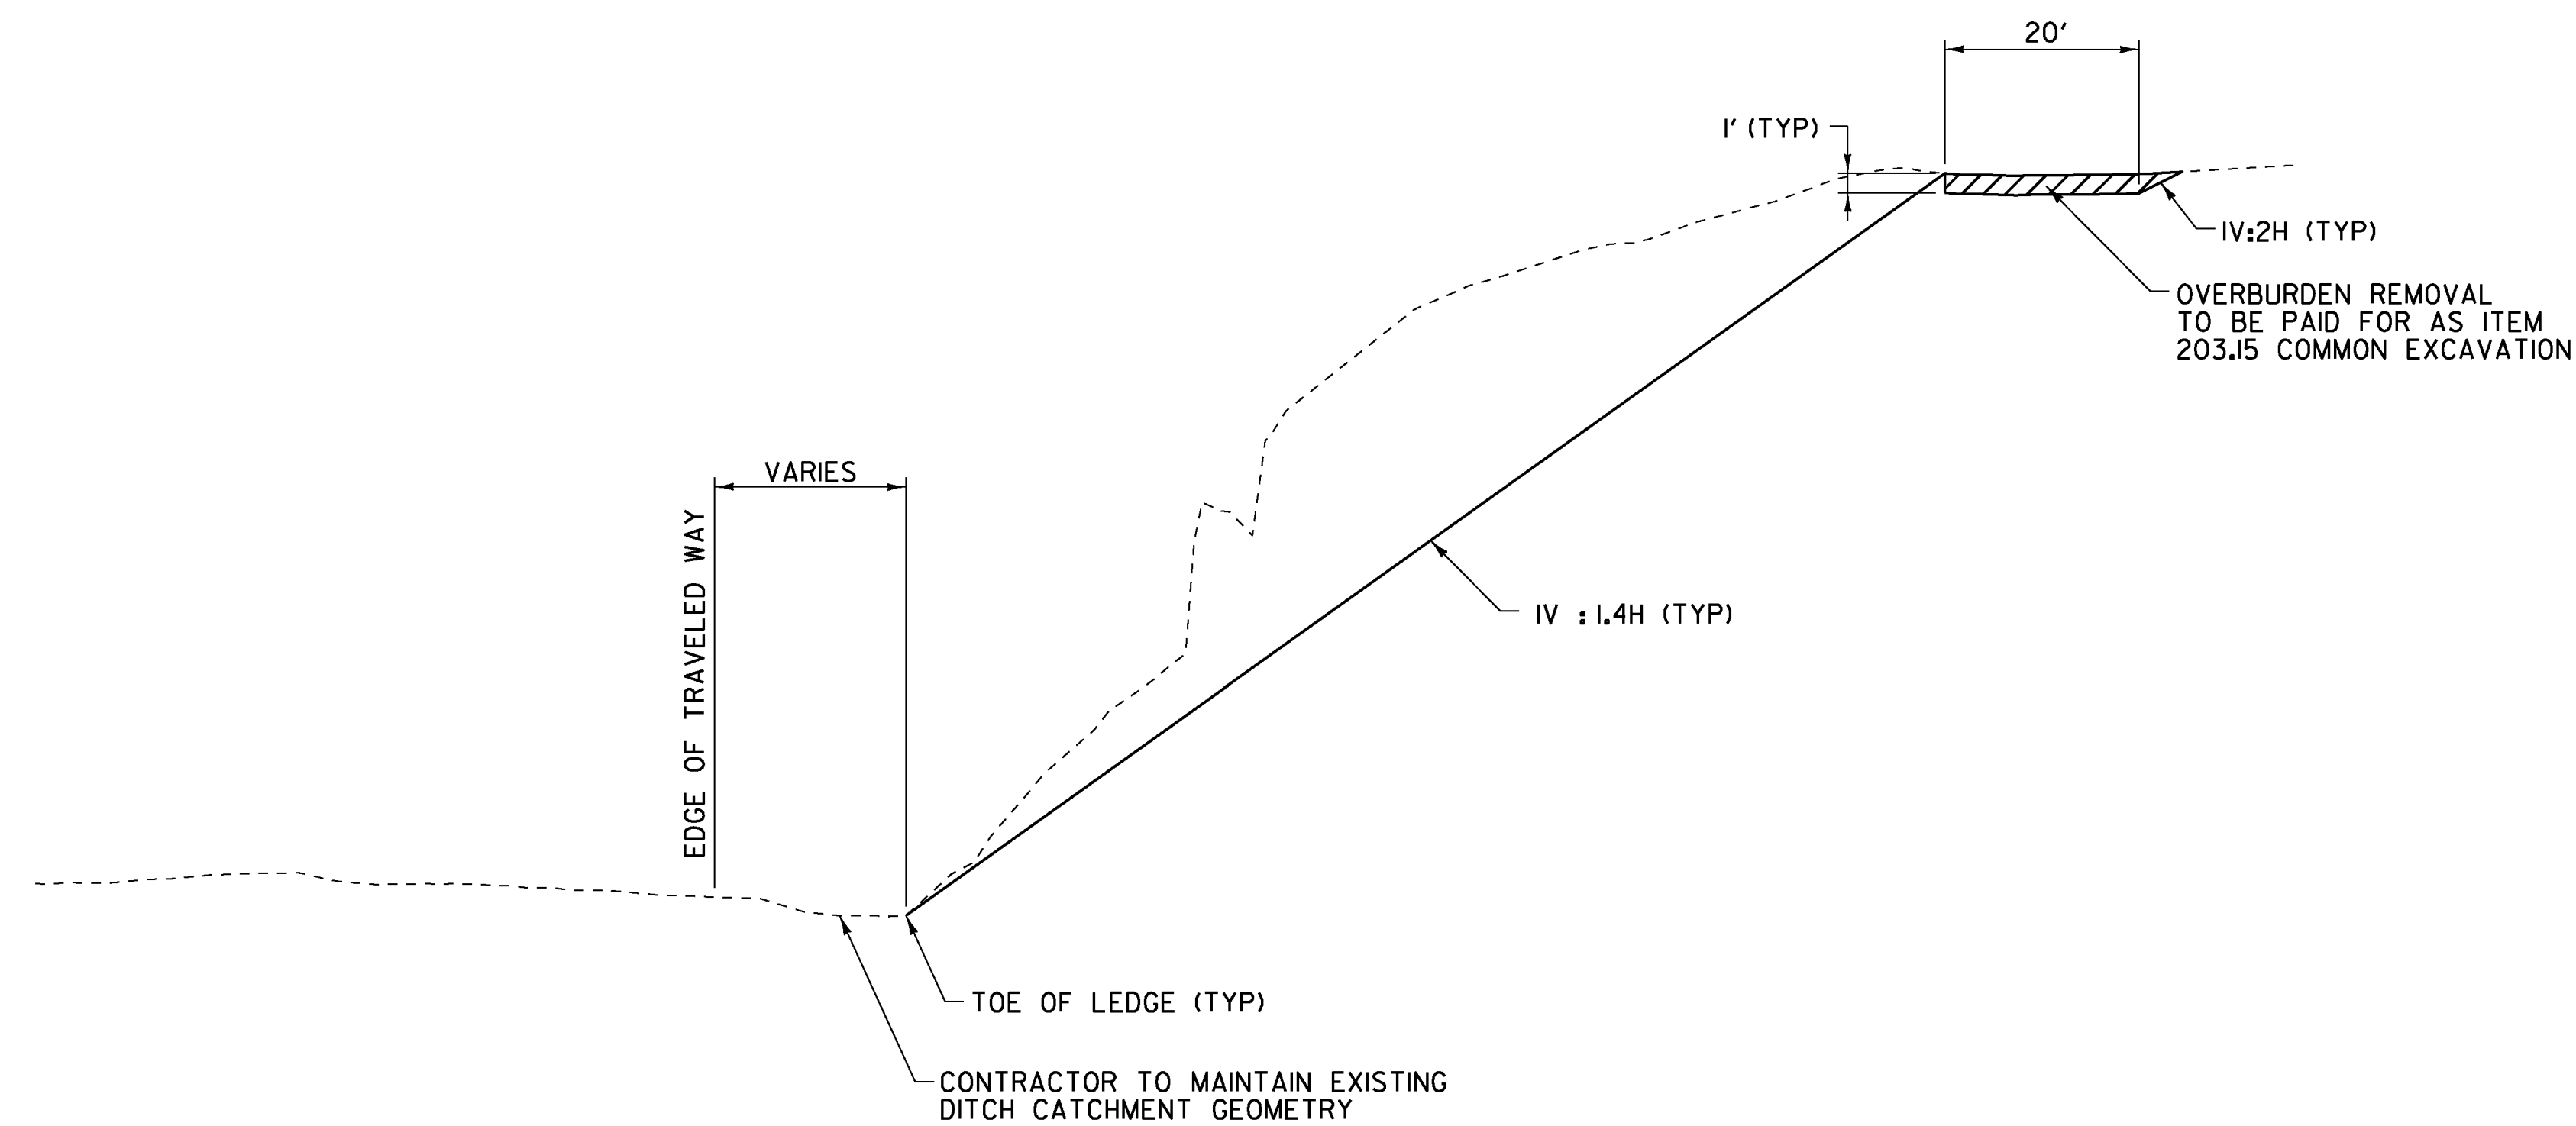 20'
1' (TYP)
1V:2H (TYP)
OVERBURDEN REMOVAL
TO BE PAID FOR AS ITEM
203.15 COMMON EXCAVATION
VARIES
EDGE OF TRAVELED WAY
1V : 1.4H (TYP)
TOE OF LEDGE (TYP)
CONTRACTOR TO MAINTAIN EXISTING
DITCH CATCHMENT GEOMETRY